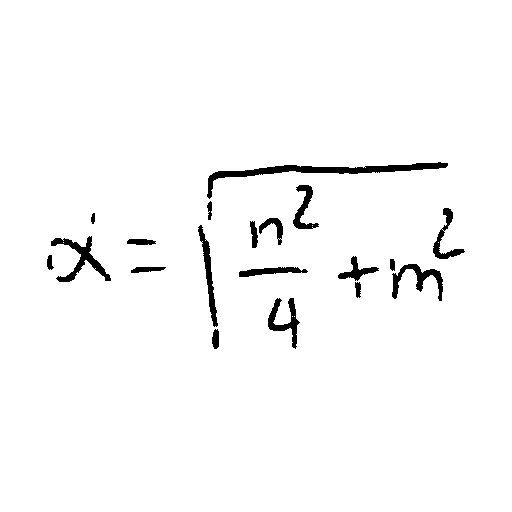 ẋ = √(n²/4 + m²)